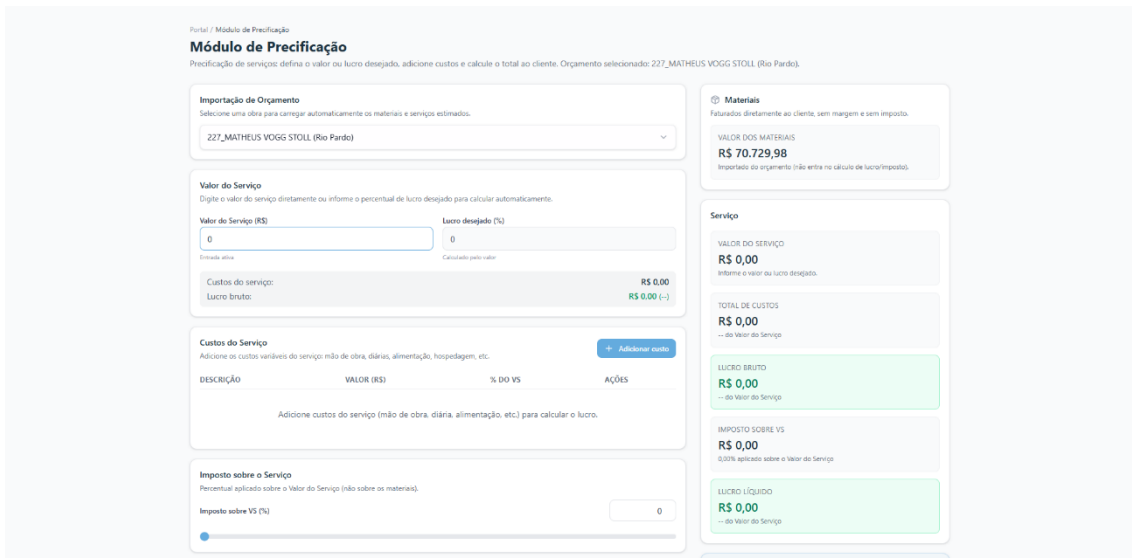 Portal / Módulo de Precificação
Módulo de Precificação
Precificação de serviços: defina o valor ou lucro desejado, adicione custos e calcule o total ao cliente. Orçamento selecionado: 227_MATHEUS VOGG STOLL (Rio Pardo).
Importação de Orçamento
Selecione uma obra para carregar automaticamente os materiais e serviços estimados.
227_MATHEUS VOGG STOLL (Rio Pardo)
Valor do Serviço
Digite o valor do serviço diretamente ou informe o percentual de lucro desejado para calcular automaticamente.
Valor do Serviço (R$)
Lucro desejado (%)
0
0
Entrada ativa
Calculado pelo valor
Custos do serviço: R$ 0,00
Lucro bruto: R$ 0,00 (--)
Custos do Serviço
Adicione os custos variáveis do serviço: mão de obra, diárias, alimentação, hospedagem, etc.
+ Adicionar custo
DESCRIÇÃO VALOR (R$) % DO VS AÇÕES
Adicione custos do serviço (mão de obra, diária, alimentação, etc.) para calcular o lucro.
Imposto sobre o Serviço
Percentual aplicado sobre o Valor do Serviço (não sobre os materiais).
Imposto sobre VS (%) 0
Materiais
Faturados diretamente ao cliente, sem margem e sem imposto.
VALOR DOS MATERIAIS
R$ 70.729,98
Importado do orçamento (não entra no cálculo de lucro/imposto).
Serviço
VALOR DO SERVIÇO
R$ 0,00
Informe o valor ou lucro desejado.
TOTAL DE CUSTOS
R$ 0,00
-- do Valor do Serviço
LUCRO BRUTO
R$ 0,00
-- do Valor do Serviço
IMPOSTO SOBRE VS
R$ 0,00
0,00% aplicado sobre o Valor do Serviço
LUCRO LÍQUIDO
R$ 0,00
-- do Valor do Serviço